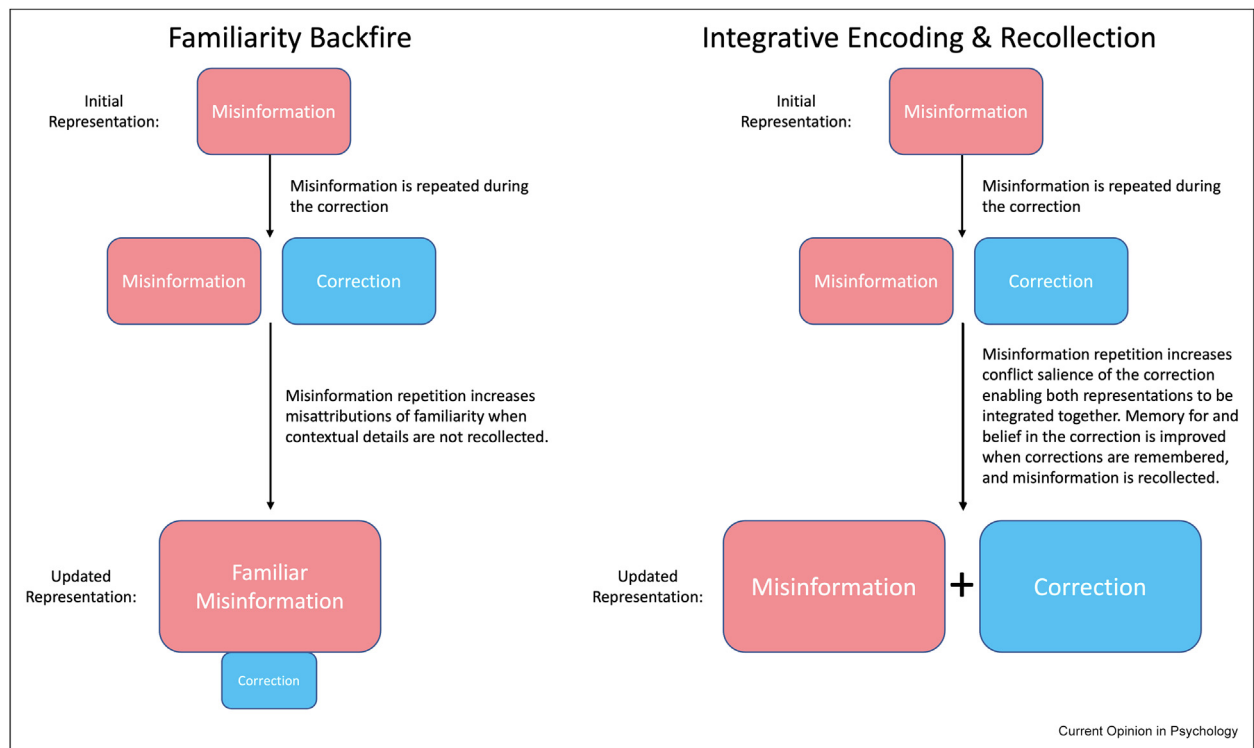 Familiarity Backfire
Initial
Representation:
Misinformation
Misinformation is repeated during
the correction
Misinformation
Correction
Misinformation repetition increases
misattributions of familiarity when
contextual details are not recollected.
Updated
Representation:
Familiar
Misinformation
Correction
Integrative Encoding & Recollection
Initial
Representation:
Misinformation
Misinformation is repeated during
the correction
Misinformation
Correction
Misinformation repetition increases
conflict salience of the correction
enabling both representations to be
integrated together. Memory for and
belief in the correction is improved
when corrections are remembered,
and misinformation is recollected.
Updated
Representation:
Misinformation
+
Correction
Current Opinion in Psychology